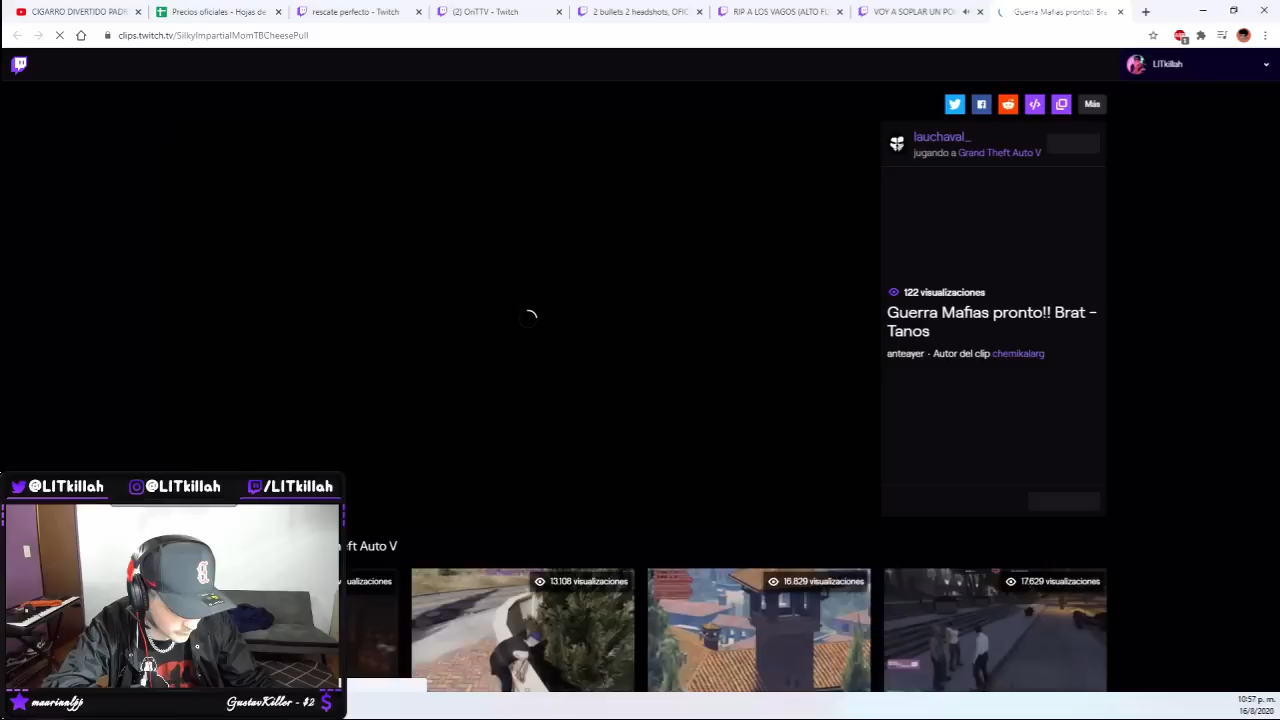 CIGARRO DIVERTIDO PADR
Precios oficiales - Hojas de
rescate perfecto - Twitch
(2) OriTTV - Twitch
2 bullets 2 headshots, OFIC
RIP A LOS VAGOS (ALTO FL
VOY A SOPLAR UN PO
Guerra Mafias pronto!! Bra
clips.twitch.tv/SilkyImpartialMomTBCheesePull
LITkillah
Más
lauchaval_
jugando a Grand Theft Auto V
122 visualizaciones
Guerra Mafias pronto!! Brat -
Tanos
anteayer · Autor del clip chemikalarg
@LITkillah
@LITkillah
/LITkillah
ft Auto V
ualizaciones
13.108 visualizaciones
16.829 visualizaciones
17.629 visualizaciones
GustavKiller - $2
10:57 p. m.
16/8/2020